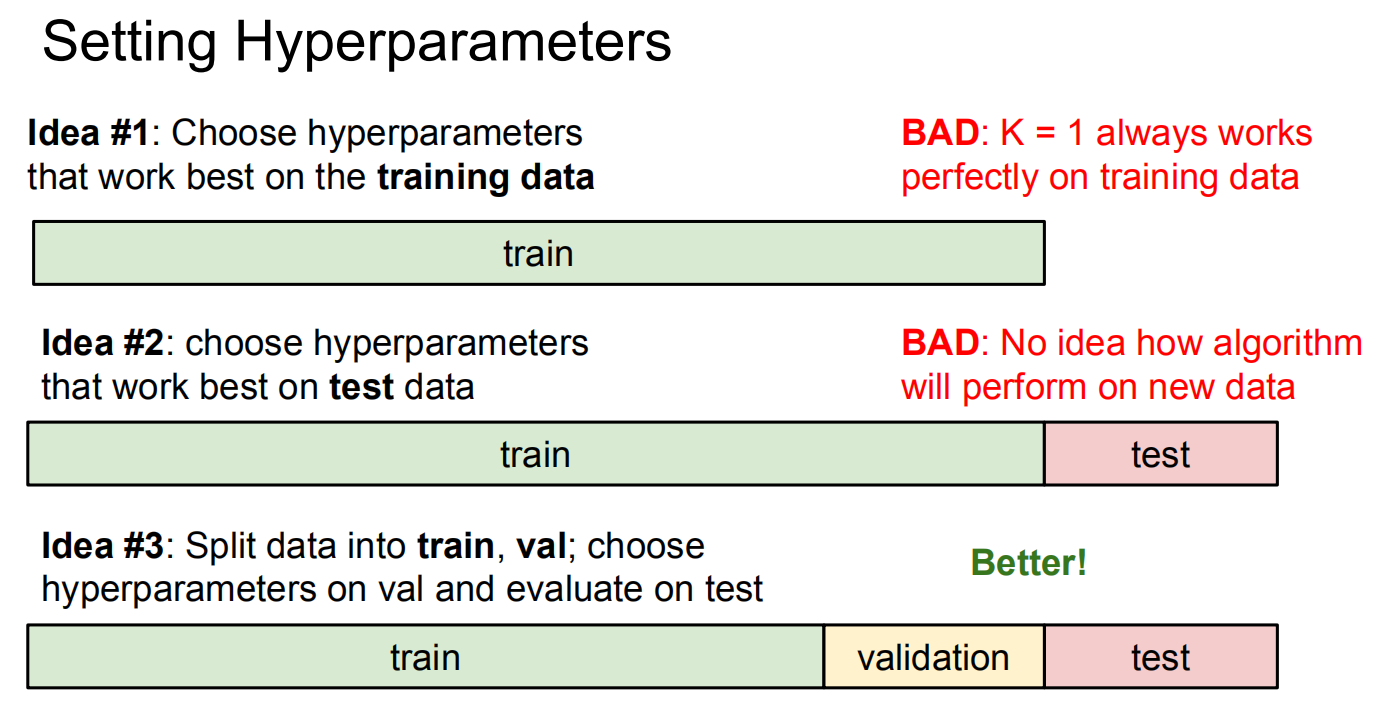 Setting Hyperparameters
Idea #1: Choose hyperparameters
that work best on the training data
BAD: K = 1 always works
perfectly on training data
train
Idea #2: choose hyperparameters
that work best on test data
BAD: No idea how algorithm
will perform on new data
train
test
Idea #3: Split data into train, val; choose
hyperparameters on val and evaluate on test
Better!
train
validation
test